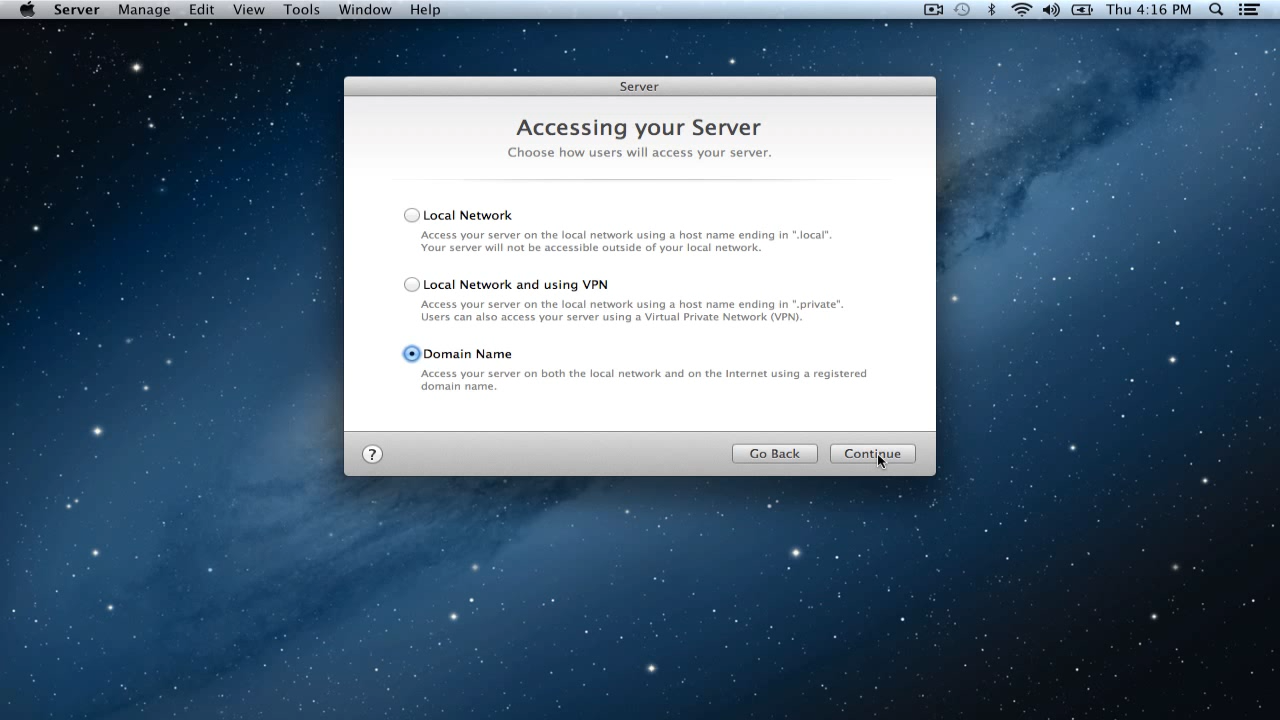 Server Manage Edit View Tools Window Help Thu 4:16 PM
Server
Accessing your Server
Choose how users will access your server.
Local Network
Access your server on the local network using a host name ending in ".local".
Your server will not be accessible outside of your local network.
Local Network and using VPN
Access your server on the local network using a host name ending in ".private".
Users can also access your server using a Virtual Private Network (VPN).
Domain Name
Access your server on both the local network and on the Internet using a registered
domain name.
? Go Back Continue